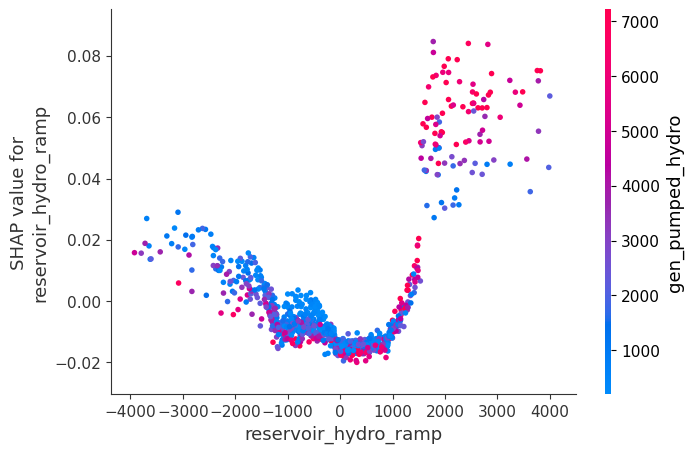 0.08
0.06
0.04
0.02
0.00
−0.02
SHAP value for
reservoir_hydro_ramp
−4000 −3000 −2000 −1000 0 1000 2000 3000 4000
reservoir_hydro_ramp
7000
6000
5000
4000
3000
2000
1000
gen_pumped_hydro